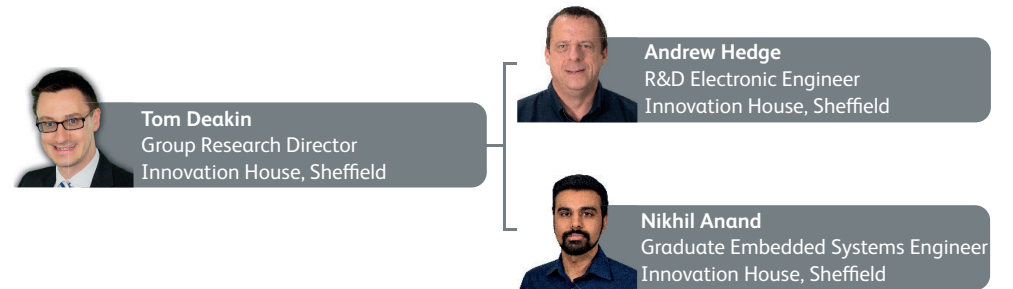 Tom Deakin
Group Research Director
Innovation House, Sheffield
Andrew Hedge
R&D Electronic Engineer
Innovation House, Sheffield
Nikhil Anand
Graduate Embedded Systems Engineer
Innovation House, Sheffield